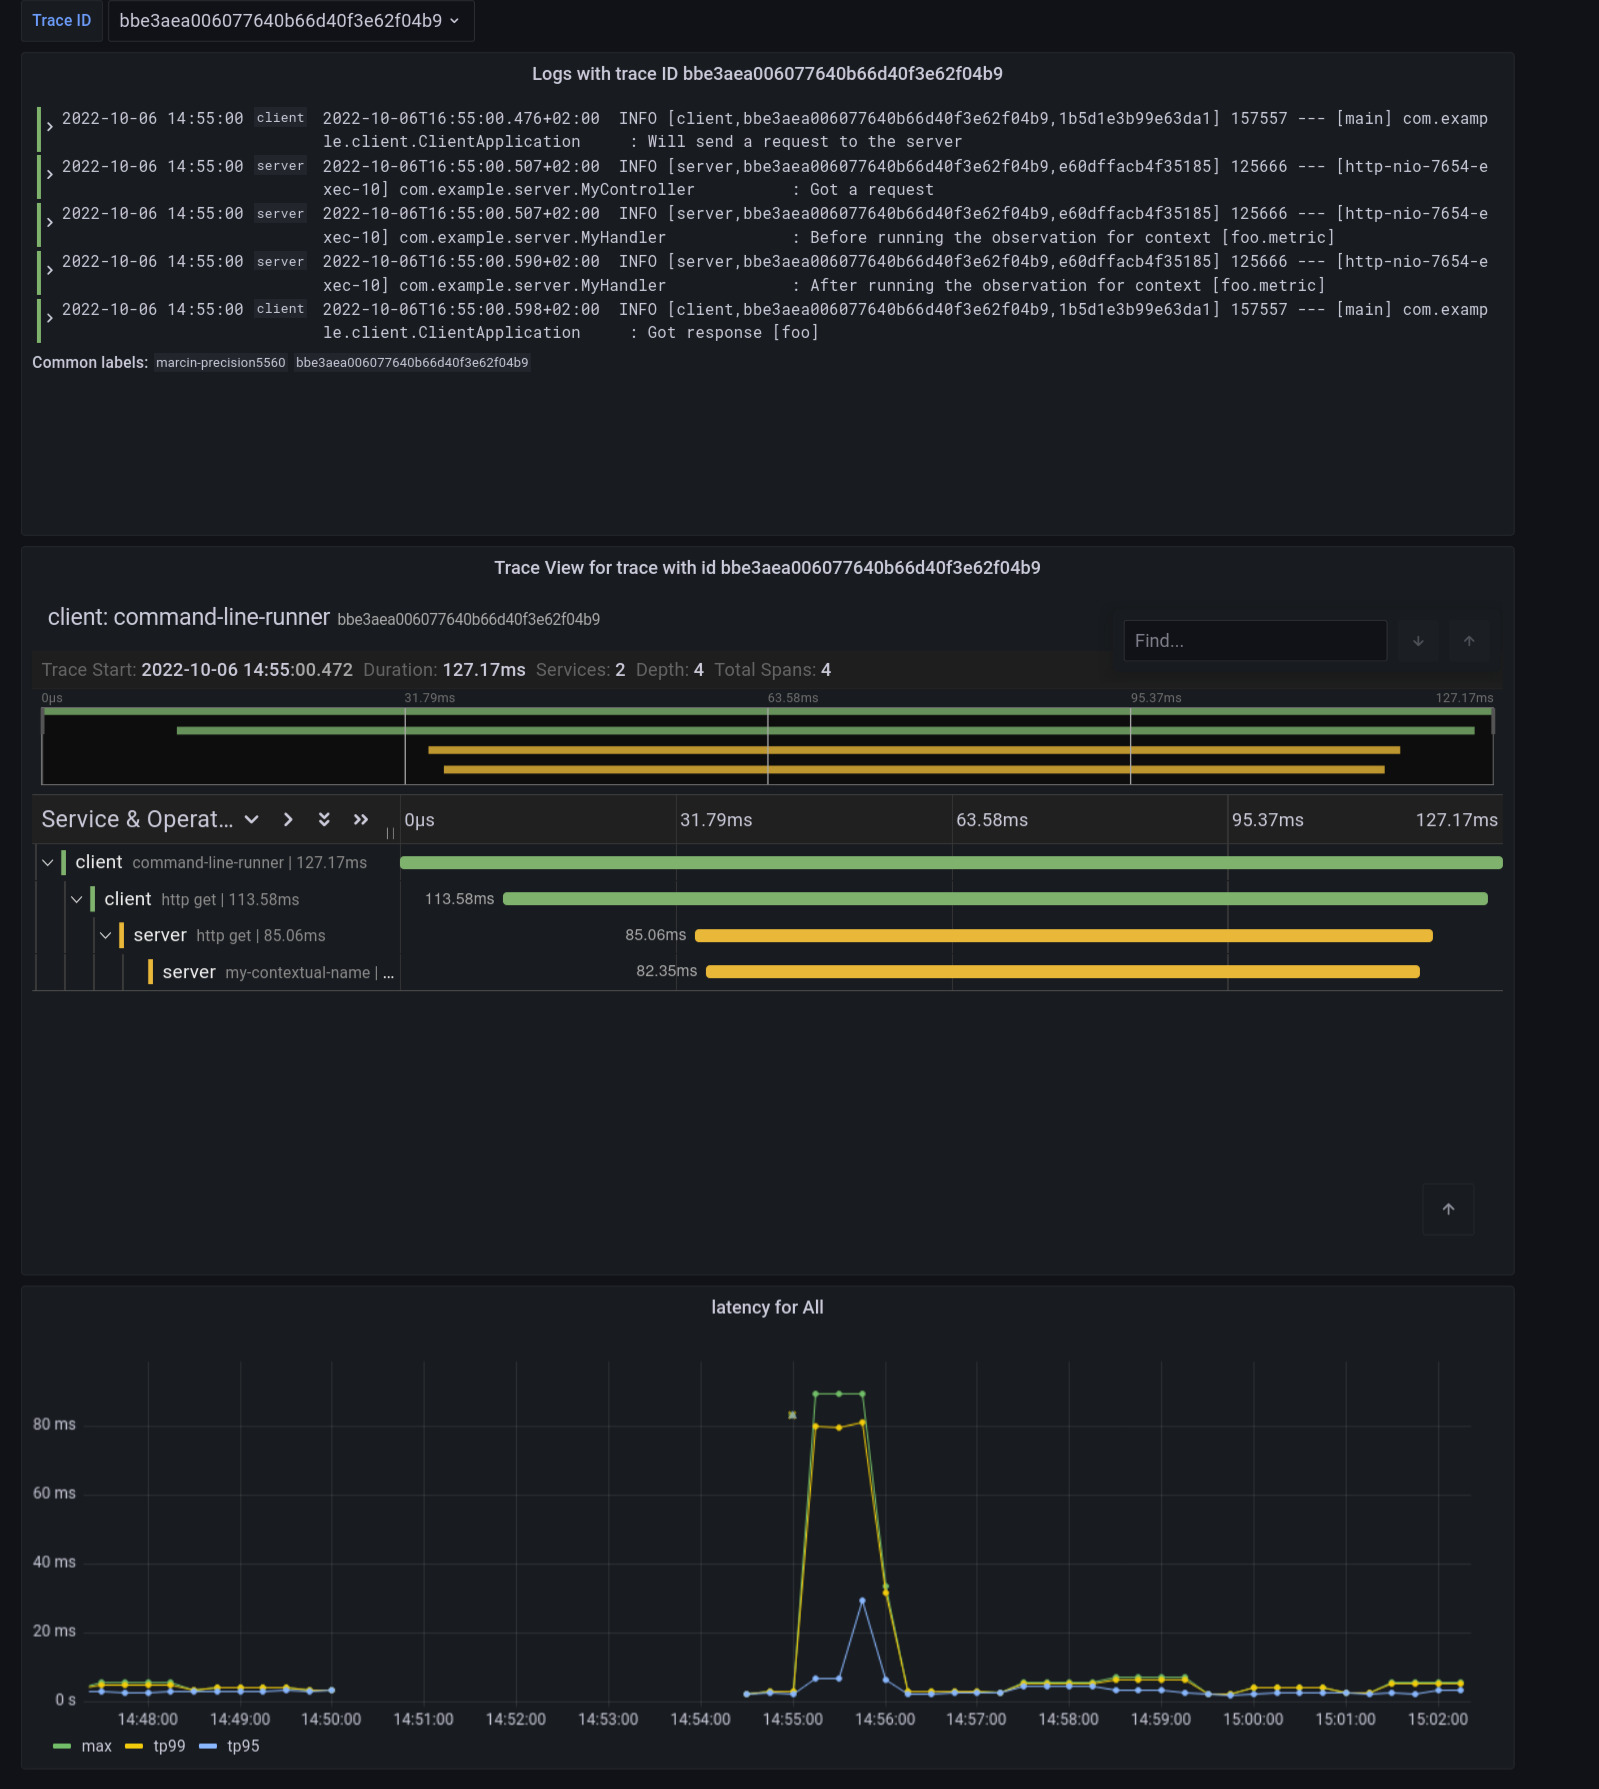 Trace ID bbe3aea006077640b66d40f3e62f04b9
Logs with trace ID bbe3aea006077640b66d40f3e62f04b9
2022-10-06 14:55:00 client 2022-10-06T16:55:00.476+02:00 INFO [client,bbe3aea006077640b66d40f3e62f04b9,1b5d1e3b99e63da1] 157557 --- [main] com.examp
le.client.ClientApplication : Will send a request to the server
2022-10-06 14:55:00 server 2022-10-06T16:55:00.507+02:00 INFO [server,bbe3aea006077640b66d40f3e62f04b9,e60dffacb4f35185] 125666 --- [http-nio-7654-e
xec-10] com.example.server.MyController : Got a request
2022-10-06 14:55:00 server 2022-10-06T16:55:00.507+02:00 INFO [server,bbe3aea006077640b66d40f3e62f04b9,e60dffacb4f35185] 125666 --- [http-nio-7654-e
xec-10] com.example.server.MyHandler : Before running the observation for context [foo.metric]
2022-10-06 14:55:00 server 2022-10-06T16:55:00.590+02:00 INFO [server,bbe3aea006077640b66d40f3e62f04b9,e60dffacb4f35185] 125666 --- [http-nio-7654-e
xec-10] com.example.server.MyHandler : After running the observation for context [foo.metric]
2022-10-06 14:55:00 client 2022-10-06T16:55:00.598+02:00 INFO [client,bbe3aea006077640b66d40f3e62f04b9,1b5d1e3b99e63da1] 157557 --- [main] com.examp
le.client.ClientApplication : Got response [foo]
Common labels: marcin-precision5560 bbe3aea006077640b66d40f3e62f04b9
Trace View for trace with id bbe3aea006077640b66d40f3e62f04b9
client: command-line-runner bbe3aea006077640b66d40f3e62f04b9
Find...
Trace Start: 2022-10-06 14:55:00.472 Duration: 127.17ms Services: 2 Depth: 4 Total Spans: 4
0μs 31.79ms 63.58ms 95.37ms 127.17ms
Service & Operat... 0μs 31.79ms 63.58ms 95.37ms 127.17ms
client command-line-runner | 127.17ms
client http get | 113.58ms 113.58ms
server http get | 85.06ms 85.06ms
server my-contextual-name | ... 82.35ms
latency for All
80 ms
60 ms
40 ms
20 ms
0 s
14:48:00 14:49:00 14:50:00 14:51:00 14:52:00 14:53:00 14:54:00 14:55:00 14:56:00 14:57:00 14:58:00 14:59:00 15:00:00 15:01:00 15:02:00
max tp99 tp95